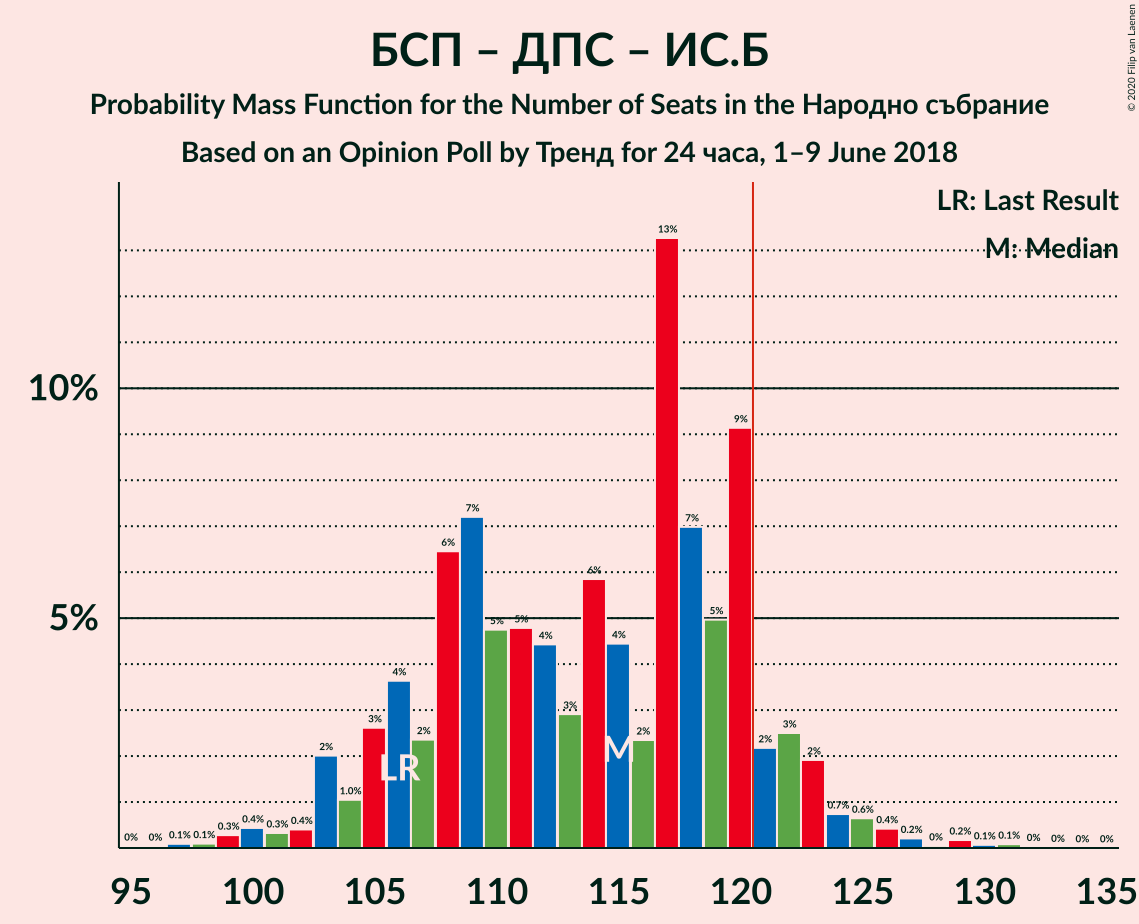 БСП – ДПС – ИС.Б
Probability Mass Function for the Number of Seats in the Народно събрание
Based on an Opinion Poll by Тренд for 24 часа, 1–9 June 2018
© 2020 Filip van Laenen
LR: Last Result
M: Median
10%
5%
0% 0% 0.1% 0.1% 0.3% 0.4% 0.3% 0.4% 2% 1.0% 3% 4% 2% 6% 7% 5% 5% 4% 3% 6% 4% 2% 13% 7% 5% 9% 2% 3% 2% 0.7% 0.6% 0.4% 0.2% 0% 0.2% 0.1% 0.1% 0% 0% 0% 0%
LR M
95 100 105 110 115 120 125 130 135